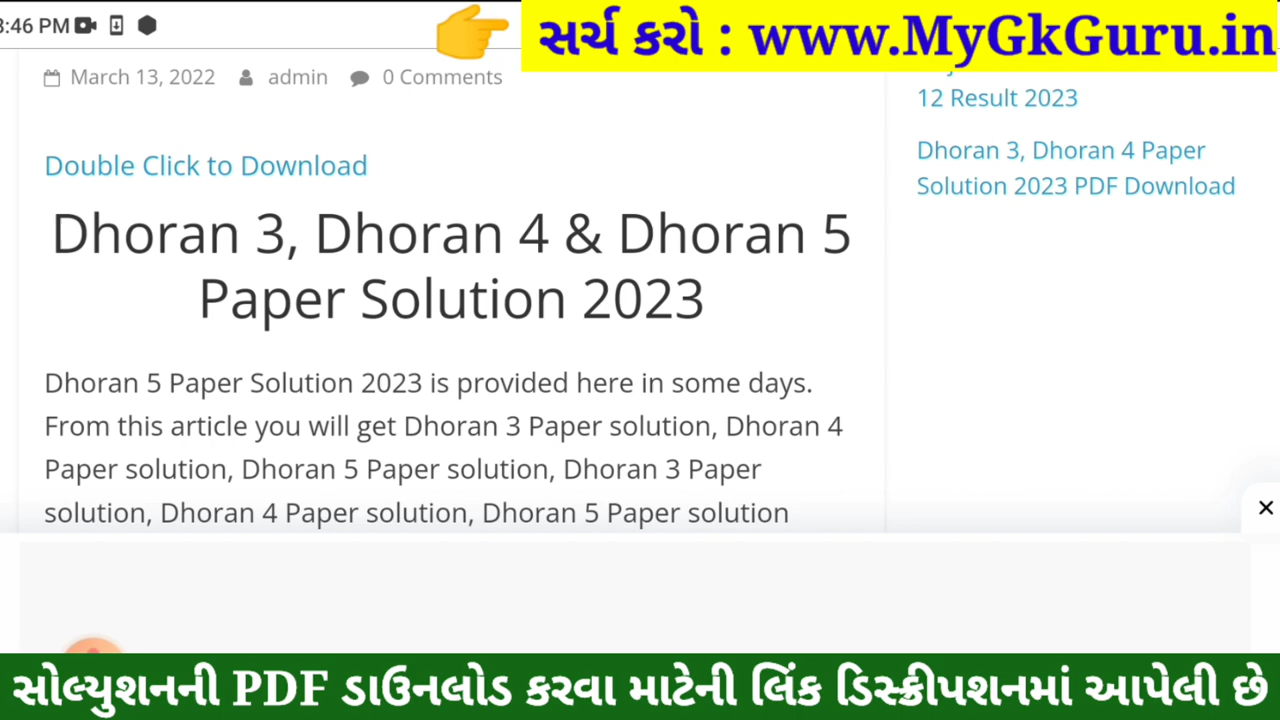 :46 PM
સર્ચ કરો : www.MyGkGuru.in
March 13, 2022 admin 0 Comments
12 Result 2023
Double Click to Download
Dhoran 3, Dhoran 4 Paper
Solution 2023 PDF Download
Dhoran 3, Dhoran 4 & Dhoran 5
Paper Solution 2023
Dhoran 5 Paper Solution 2023 is provided here in some days.
From this article you will get Dhoran 3 Paper solution, Dhoran 4
Paper solution, Dhoran 5 Paper solution, Dhoran 3 Paper
solution, Dhoran 4 Paper solution, Dhoran 5 Paper solution
સોલ્યુશનની PDF ડાઉનલોડ કરવા માટેની લિંક ડિસ્ક્રીપશનમાં આપેલી છે